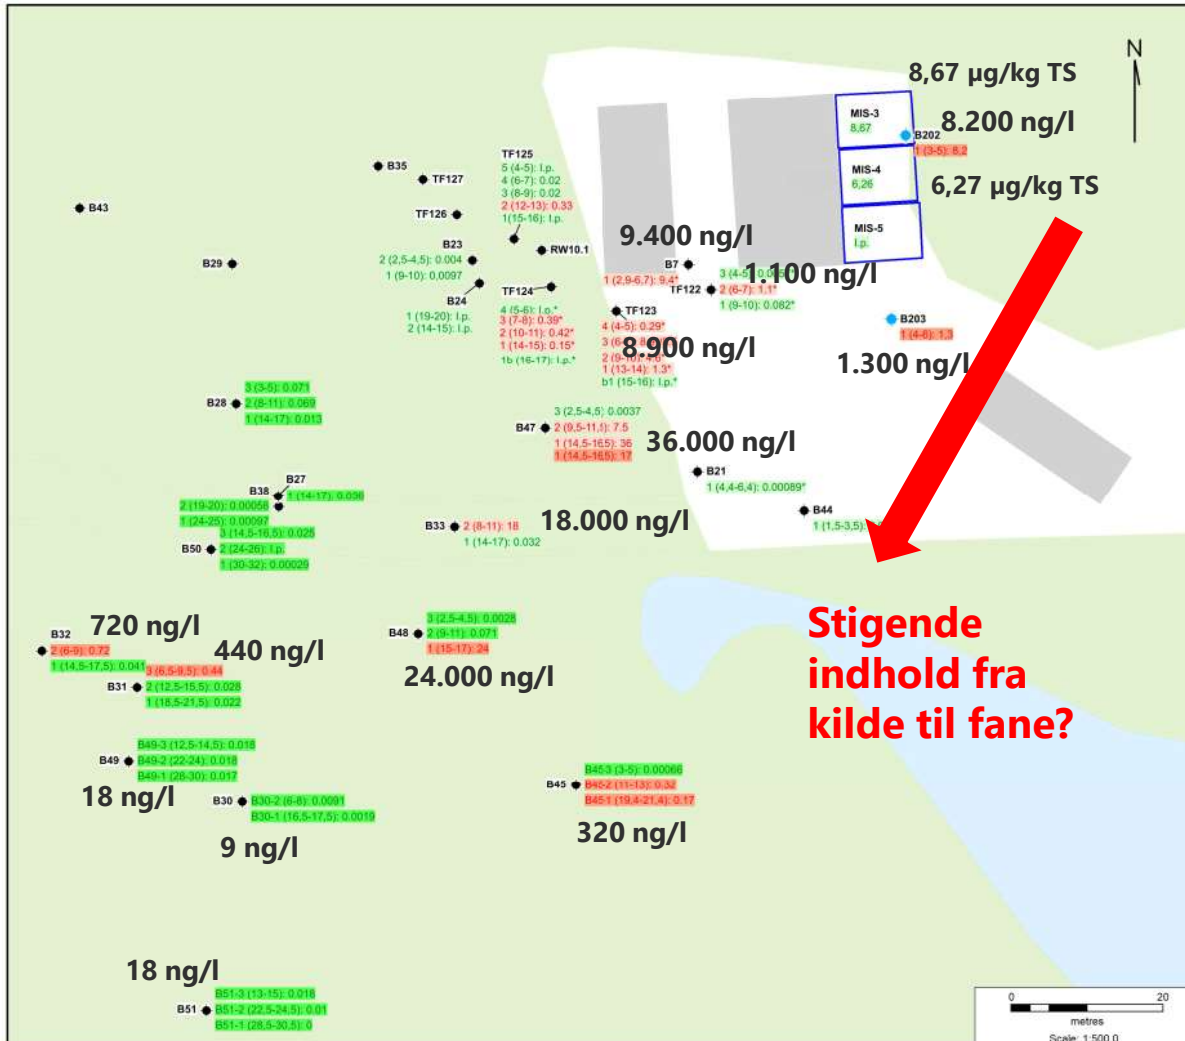 N
8,67 µg/kg TS
MIS-3
8,67
B202
8.200 ng/l
1 (3-5): 8,2
MIS-4
6,26
6,27 µg/kg TS
MIS-5
i.p.
TF125
5 (4-5): i.p.
4 (6-7): 0.02
3 (8-9): 0.02
2 (12-13): 0.33
1(15-16): i.p.
B35
TF127
B43
TF126
RW10.1
B23
2 (2,5-4,5): 0.004
1 (9-10): 0.0097
B29
B24
1 (19-20): i.p.
2 (14-15): i.p.
TF124
4 (5-6): i.p.*
3 (7-8): 0.39*
2 (10-11): 0.42*
1 (14-15): 0.15*
1b (16-17): i.p.*
9.400 ng/l
B7
1 (2,9-6,7): 9,4*
1.100 ng/l
TF122
3 (4-5):
2 (6-7): 1.1*
1 (9-10): 0.082*
TF123
4 (4-5): 0.29*
8.900 ng/l
2 (9-10): 4.6*
1 (13-14): 1.3*
b1 (15-16): i.p.*
B203
1 (4-6): 1,3
1.300 ng/l
B28
3 (3-5): 0.071
2 (8-11): 0.069
1 (14-17): 0.013
B47
3 (2,5-4,5) 0.0037
2 (9,5-11,5): 7.5
1 (14,5-16,5): 36
1 (14,5-16,5): 17
36.000 ng/l
B21
1 (4,4-6,4): 0.00089*
B44
1 (1,5-3,5):
B27
1 (14-17): 0.036
B38
2 (19-20): 0.00056
1 (24-25): 0.00097
B50
3 (14,5-16,5): 0.025
2 (24-26): i.p.
1 (30-32): 0.00029
B33
2 (8-11): 18
1 (14-17): 0.032
18.000 ng/l
Stigende
indhold fra
kilde til fane?
B32
720 ng/l
2 (6-9): 0.72
1 (14,5-17,5): 0.041
440 ng/l
B31
3 (6,5-9,5): 0.44
2 (12,5-15,5): 0.028
1 (18,5-21,5): 0.022
B48
3 (2,5-4,5): 0.0028
2 (9-11): 0.071
1 (15-17): 24
24.000 ng/l
B49
B49-3 (12,5-14,5): 0.018
B49-2 (22-24): 0.018
B49-1 (28-30): 0.017
18 ng/l
B30
B30-2 (6-8): 0.0091
B30-1 (16,5-17,5): 0.0019
9 ng/l
B45
B45-3 (3-5): 0.00066
B45-2 (11-13): 0.32
B45-1 (19,4-21,4): 0.17
320 ng/l
18 ng/l
B51
B51-3 (13-15): 0.018
B51-2 (22,5-24,5): 0.01
B51-1 (28,5-30,5): 0
0 20
metres
Scale: 1:500.0